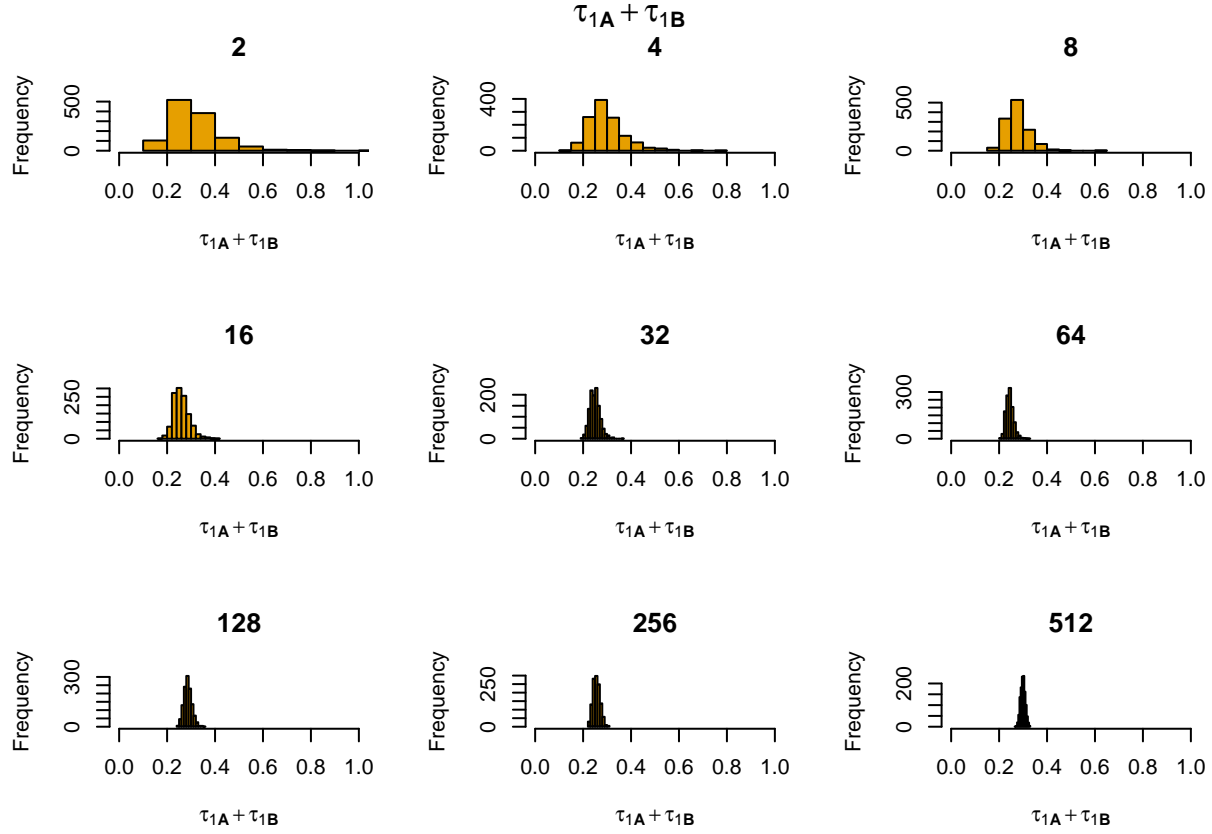 τ1A + τ1B
2 4 8
Frequency 0 500 Frequency 0 400 Frequency 0 500
0.0 0.2 0.4 0.6 0.8 1.0 0.0 0.2 0.4 0.6 0.8 1.0 0.0 0.2 0.4 0.6 0.8 1.0
τ1A + τ1B τ1A + τ1B τ1A + τ1B
16 32 64
Frequency 0 250 Frequency 0 200 Frequency 0 300
0.0 0.2 0.4 0.6 0.8 1.0 0.0 0.2 0.4 0.6 0.8 1.0 0.0 0.2 0.4 0.6 0.8 1.0
τ1A + τ1B τ1A + τ1B τ1A + τ1B
128 256 512
Frequency 0 300 Frequency 0 250 Frequency 0 200
0.0 0.2 0.4 0.6 0.8 1.0 0.0 0.2 0.4 0.6 0.8 1.0 0.0 0.2 0.4 0.6 0.8 1.0
τ1A + τ1B τ1A + τ1B τ1A + τ1B